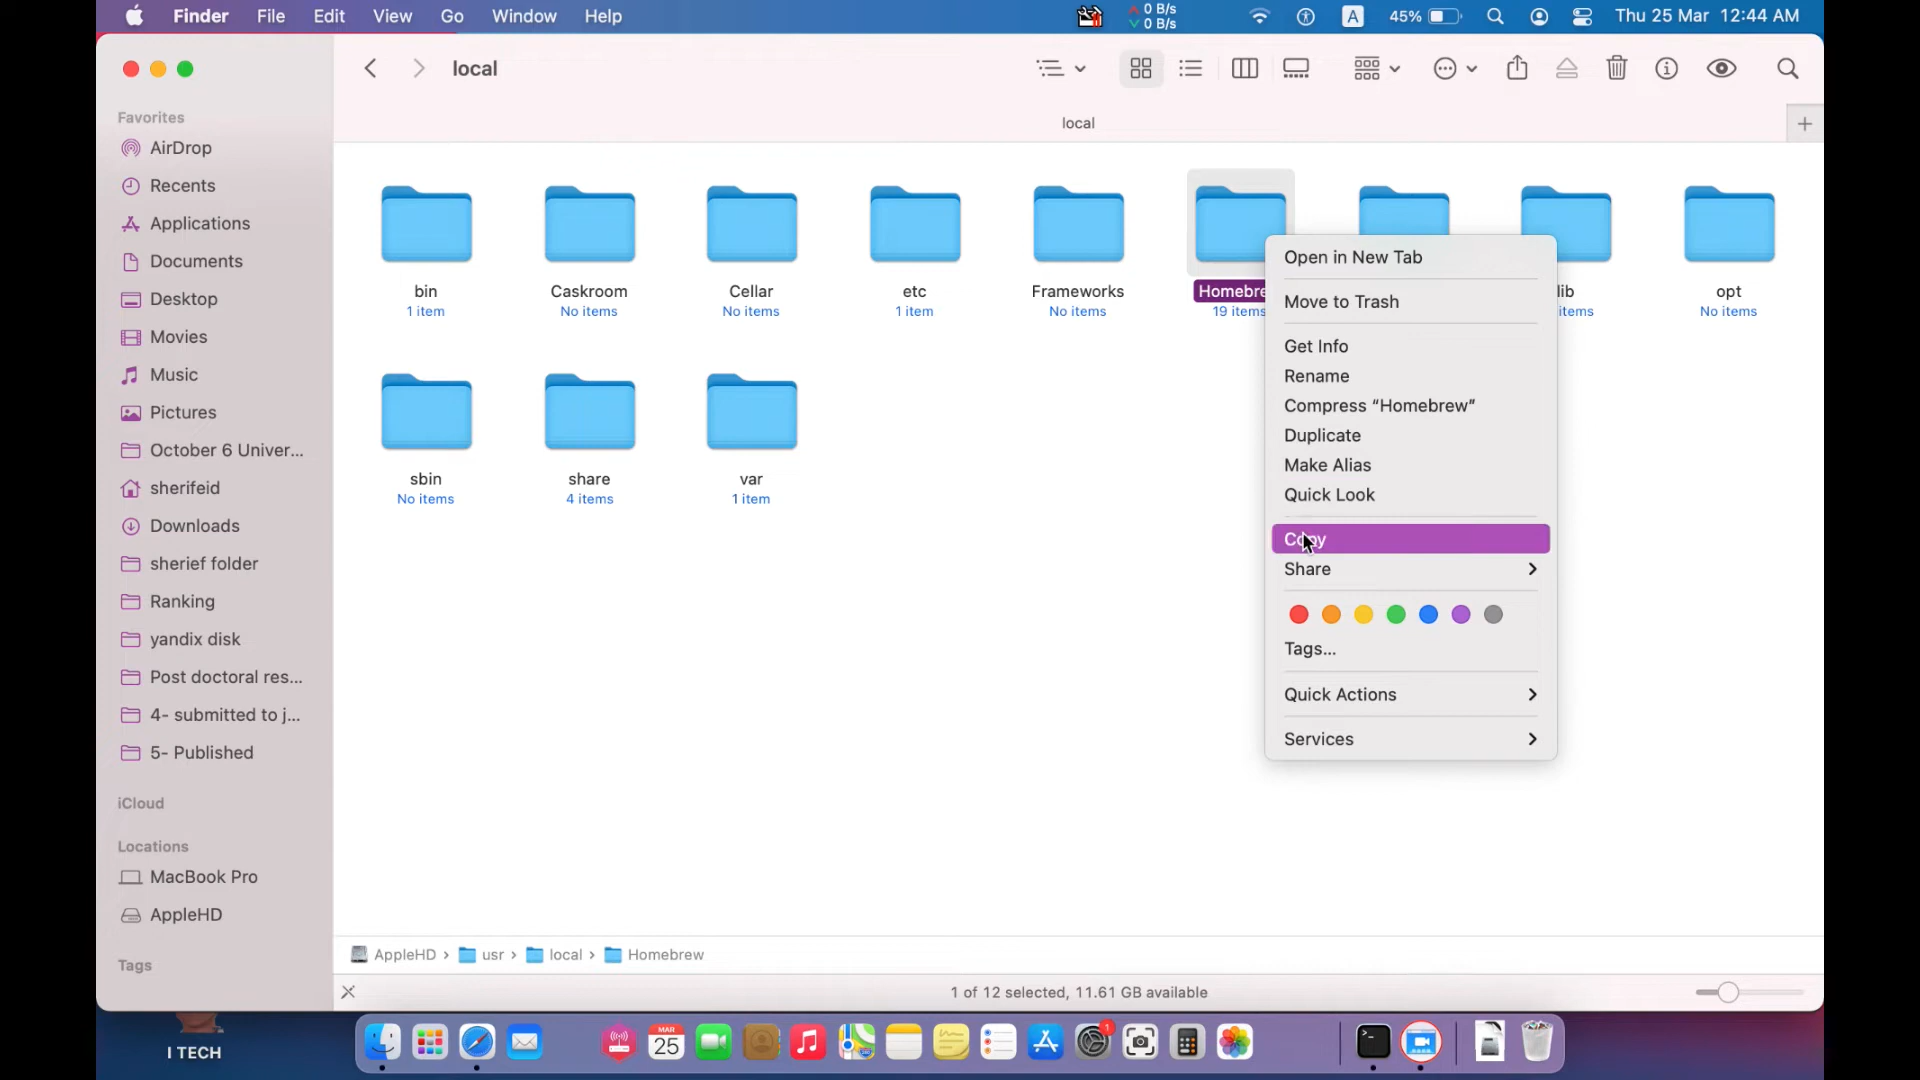 Finder File Edit View Go Window Help
0 B/s
0 B/s
A 45% Thu 25 Mar 12:44 AM
local
local
Favorites
AirDrop
Recents
Applications
Documents
Desktop
Movies
Music
Pictures
October 6 Univer...
sherifeid
Downloads
sherief folder
Ranking
yandix disk
Post doctoral res...
4- submitted to j...
5- Published
iCloud
Locations
MacBook Pro
AppleHD
Tags
bin Caskroom Cellar etc Frameworks Homebre lib opt
1 item No items No items 1 item No items 19 items items No items
sbin share var
No items 4 items 1 item
Open in New Tab
Move to Trash
Get Info
Rename
Compress “Homebrew”
Duplicate
Make Alias
Quick Look
Copy
Share
Tags...
Quick Actions
Services
AppleHD › usr › local › Homebrew
1 of 12 selected, 11.61 GB available
I TECH
MAR
25
1